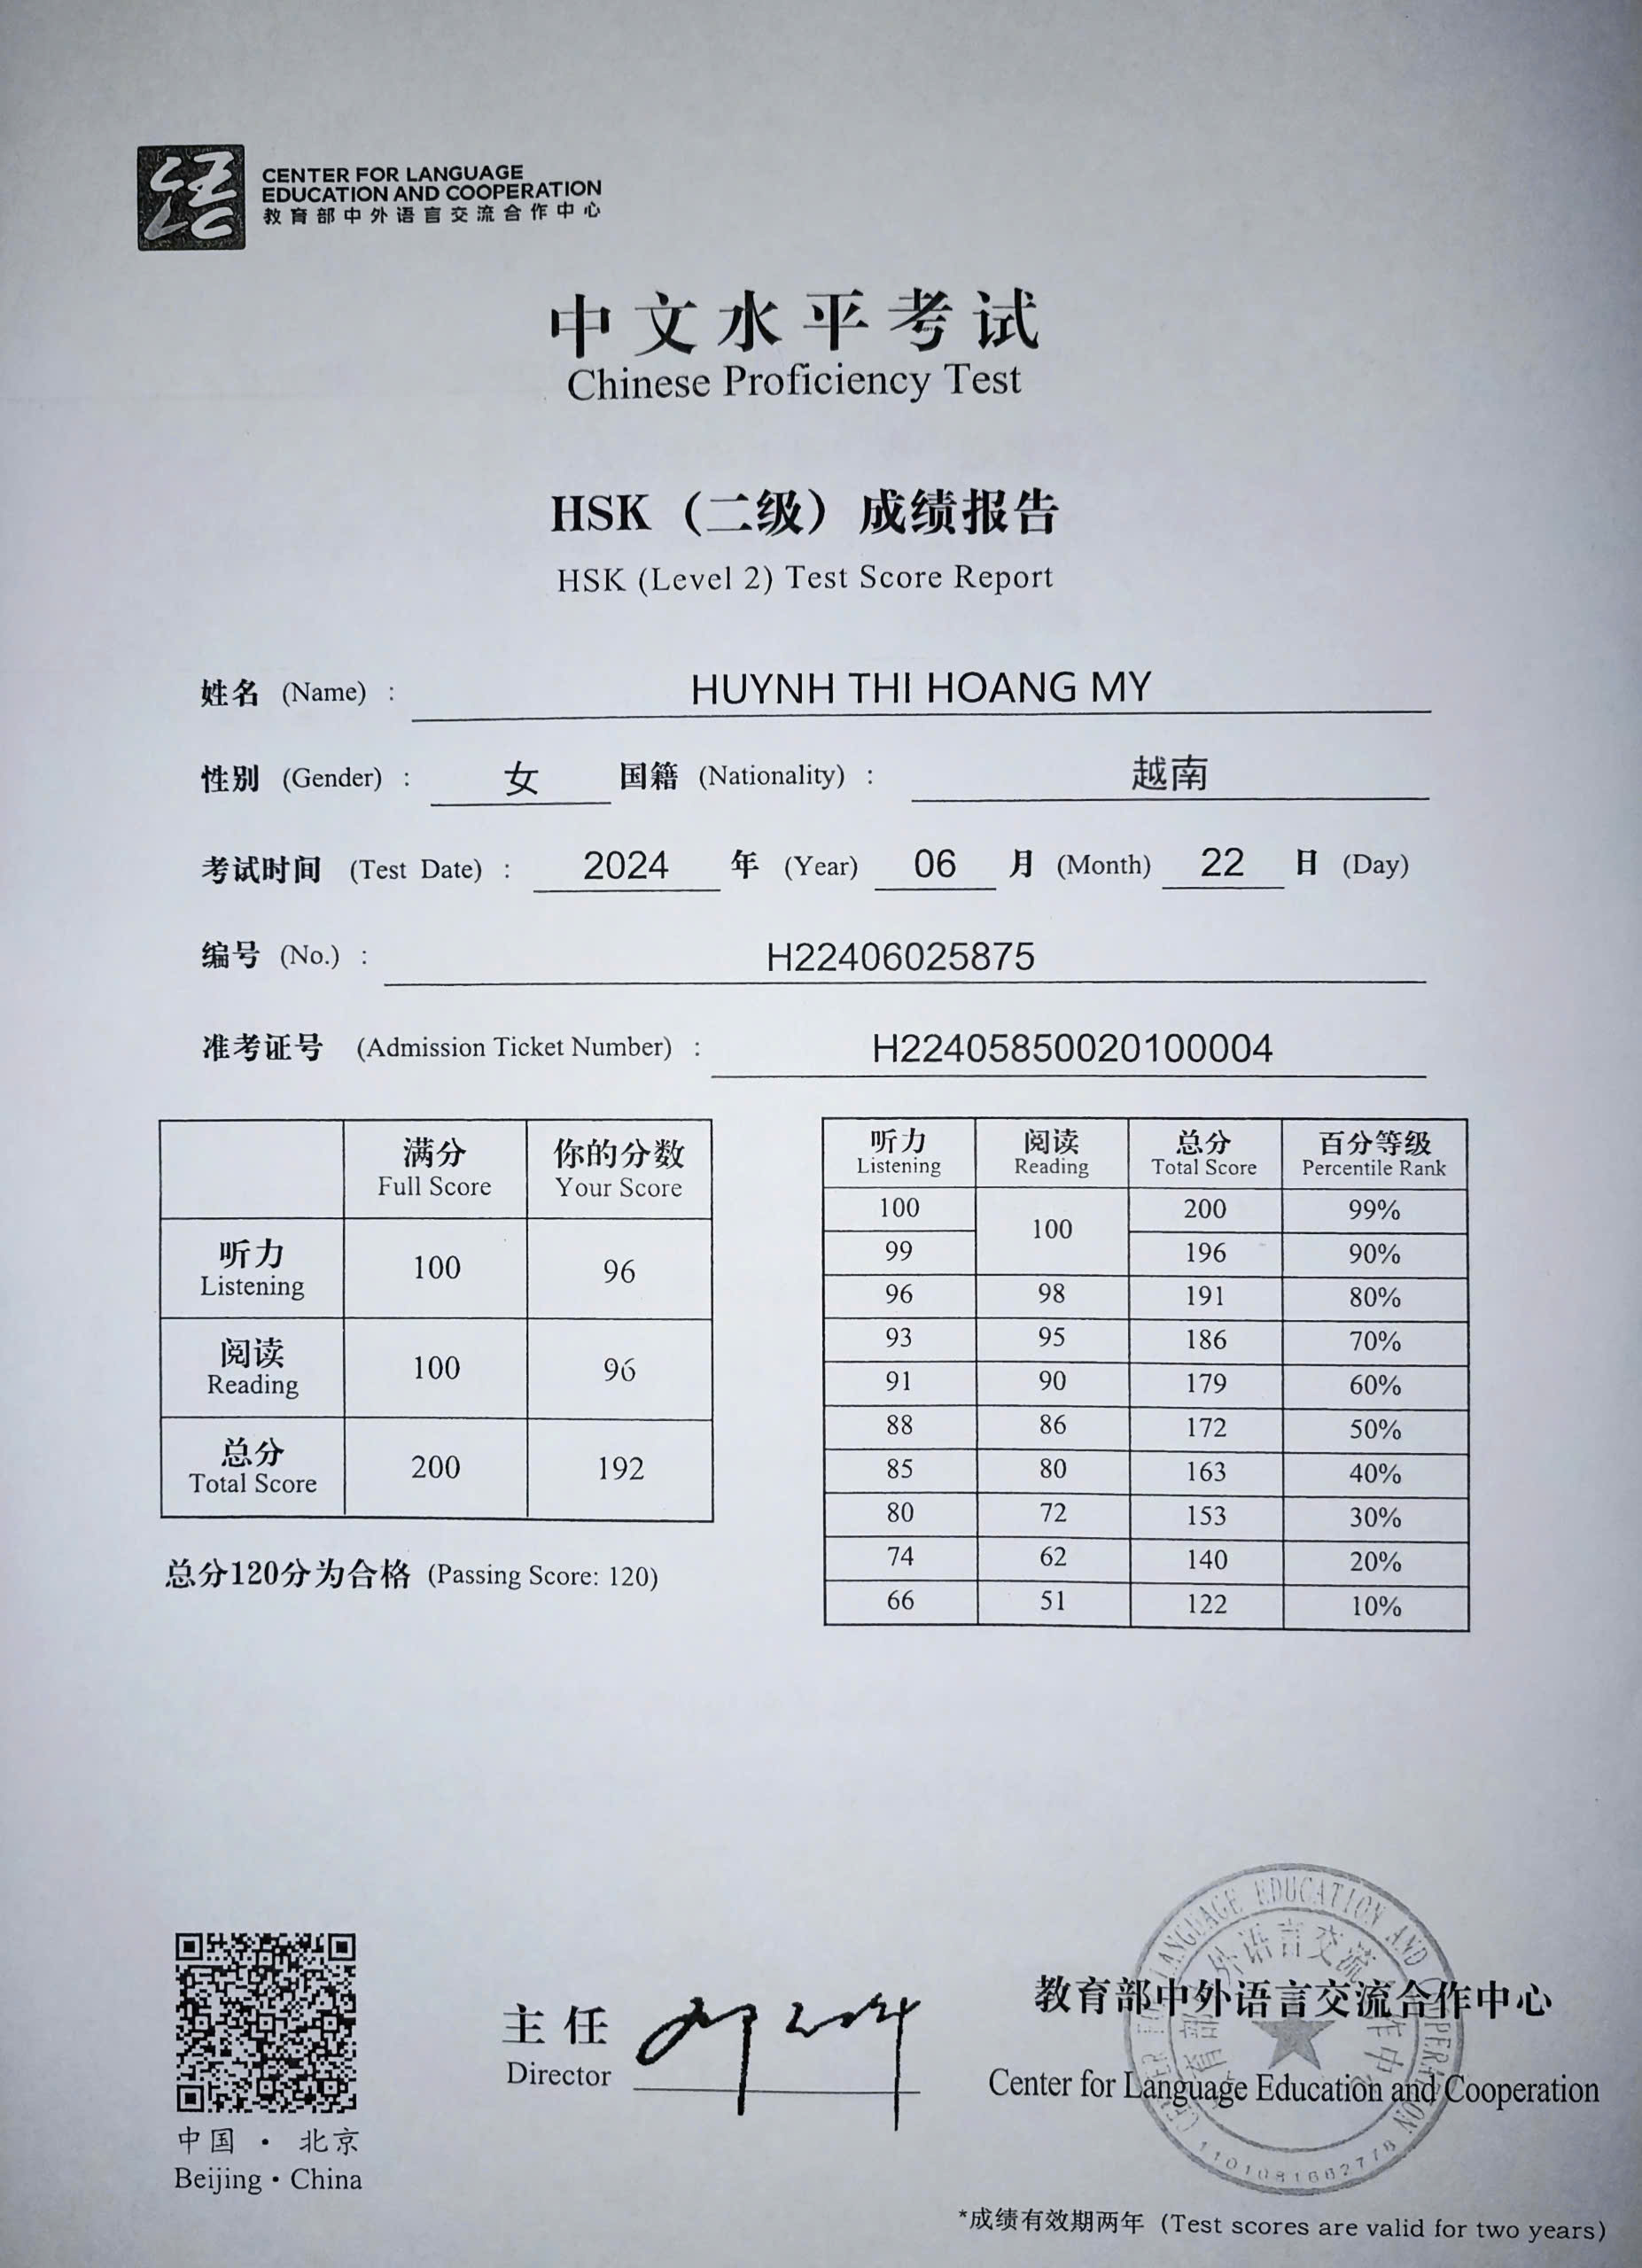 CENTER FOR LANGUAGE
EDUCATION AND COOPERATION
教育部中外语言交流合作中心
中文水平考试
Chinese Proficiency Test
HSK（二级）成绩报告
HSK (Level 2) Test Score Report
姓名 (Name) : HUYNH THI HOANG MY
性别 (Gender) : 女 国籍 (Nationality) : 越南
考试时间 (Test Date) : 2024 年 (Year) 06 月 (Month) 22 日 (Day)
编号 (No.) : H22406025875
准考证号 (Admission Ticket Number) : H22405850020100004
满分 你的分数
Full Score Your Score
听力
Listening 100 96
阅读
Reading 100 96
总分
Total Score 200 192
总分120分为合格 (Passing Score: 120)
听力 阅读 总分 百分等级
Listening Reading Total Score Percentile Rank
100 100 200 99%
99 196 90%
96 98 191 80%
93 95 186 70%
91 90 179 60%
88 86 172 50%
85 80 163 40%
80 72 153 30%
74 62 140 20%
66 51 122 10%
中国 · 北京
Beijing · China
主任
Director
教育部中外语言交流合作中心
Center for Language Education and Cooperation
CENTER FOR LANGUAGE EDUCATION AND COOPERATION
教育部中外语言交流合作中心
*成绩有效期两年 (Test scores are valid for two years)